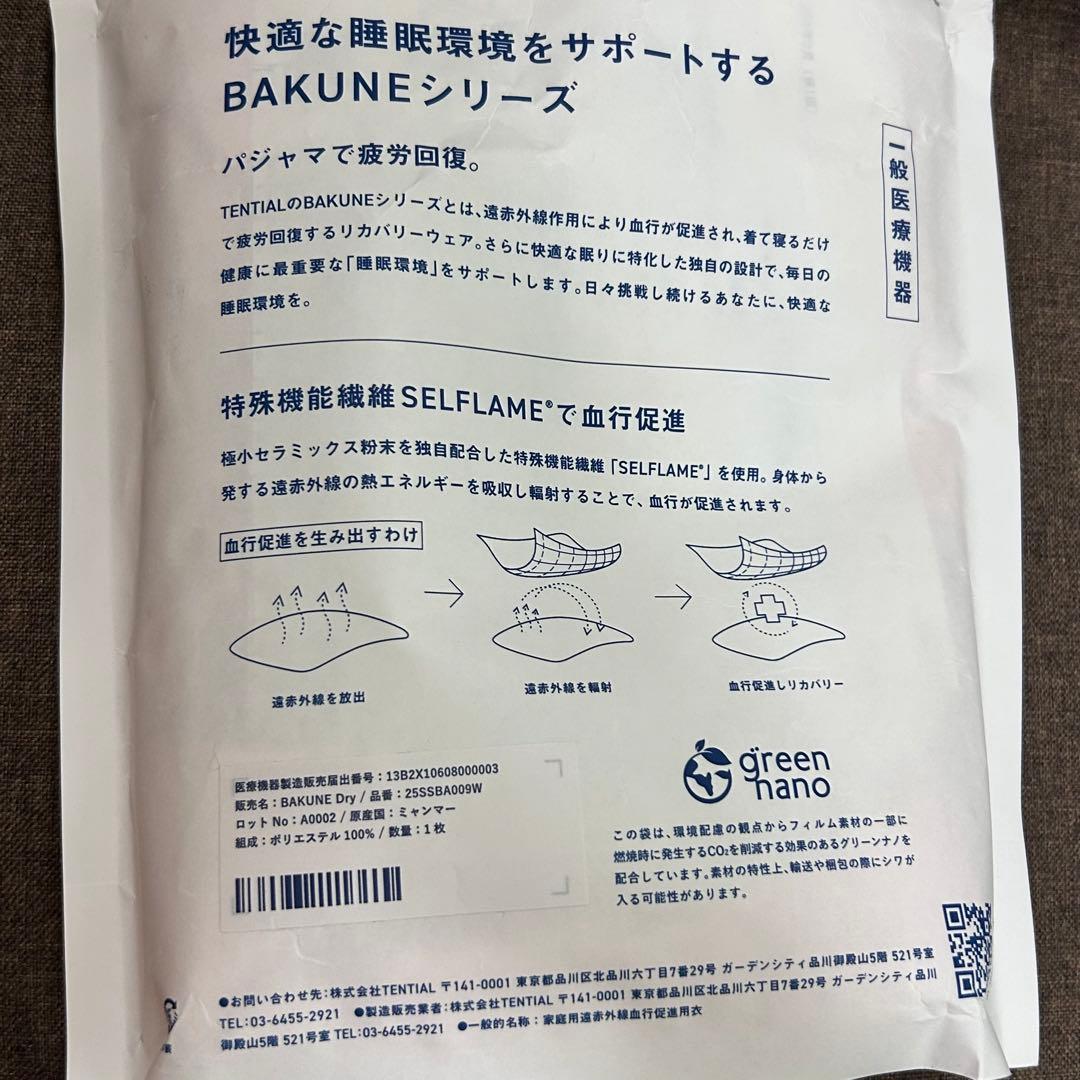 快適な睡眠環境をサポートする
BAKUNEシリーズ
パジャマで疲労回復。
TENTIALのBAKUNEシリーズとは、遠赤外線作用により血行が促進され、着て寝るだけ
で疲労回復するリカバリーウェア。さらに快適な眠りに特化した独自の設計で、毎日の
健康に最重要な「睡眠環境」をサポートします。日々挑戦し続けるあなたに、快適な
睡眠環境を。
一般医療機器
特殊機能繊維SELFLAME®で血行促進
極小セラミックス粉末を独自配合した特殊機能繊維「SELFLAME®」を使用。身体から
発する遠赤外線の熱エネルギーを吸収し輻射することで、血行が促進されます。
血行促進を生み出すわけ
遠赤外線を放出
遠赤外線を輻射
血行促進しリカバリー
医療機器製造販売届出番号：13B2X10608000003
販売名：BAKUNE Dry / 品番：25SSBA009W
ロットNo：A0002 / 原産国：ミャンマー
組成：ポリエステル100% / 数量：1枚
green
nano
この袋は、環境配慮の観点からフィルム素材の一部に
燃焼時に発生するCO₂を削減する効果のあるグリーンナノを
配合しています。素材の特性上、輸送や梱包の際にシワが
入る可能性があります。
●お問い合わせ先：株式会社TENTIAL 〒141-0001 東京都品川区北品川六丁目7番29号 ガーデンシティ品川御殿山5階 521号室
TEL：03-6455-2921 ●製造販売業者：株式会社TENTIAL 〒141-0001 東京都品川区北品川六丁目7番29号 ガーデンシティ品川
御殿山5階 521号室 TEL：03-6455-2921 ●一般的名称：家庭用遠赤外線血行促進用衣